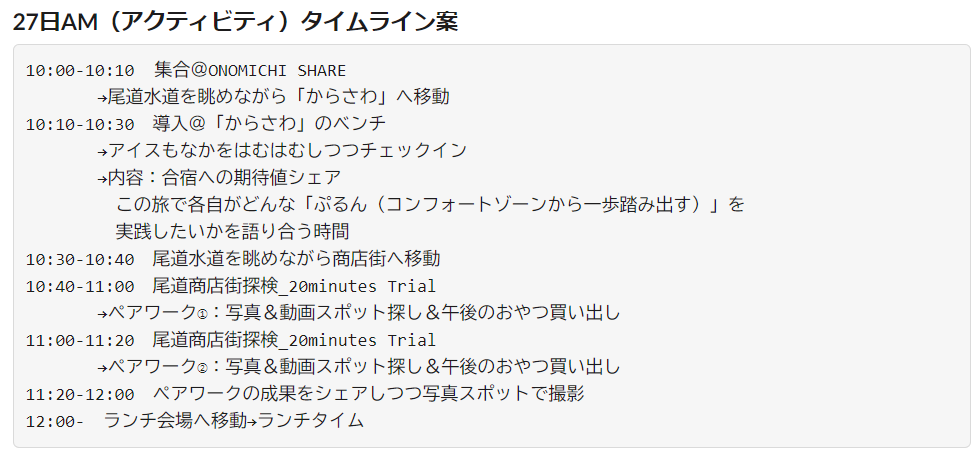 27日AM（アクティビティ）タイムライン案
10:00-10:10　集合@ONOMICHI SHARE
→尾道水道を眺めながら「からさわ」へ移動
10:10-10:30　導入@「からさわ」のベンチ
→アイスもなかをはむはむしつつチェックイン
→内容：合宿への期待値シェア
この旅で各自がどんな「ぷるん（コンフォートゾーンから一歩踏み出す）」を
実践したいかを語り合う時間
10:30-10:40　尾道水道を眺めながら商店街へ移動
10:40-11:00　尾道商店街探検_20minutes Trial
→ペアワーク①：写真＆動画スポット探し＆午後のおやつ買い出し
11:00-11:20　尾道商店街探検_20minutes Trial
→ペアワーク②：写真＆動画スポット探し＆午後のおやつ買い出し
11:20-12:00　ペアワークの成果をシェアしつつ写真スポットで撮影
12:00-　ランチ会場へ移動→ランチタイム